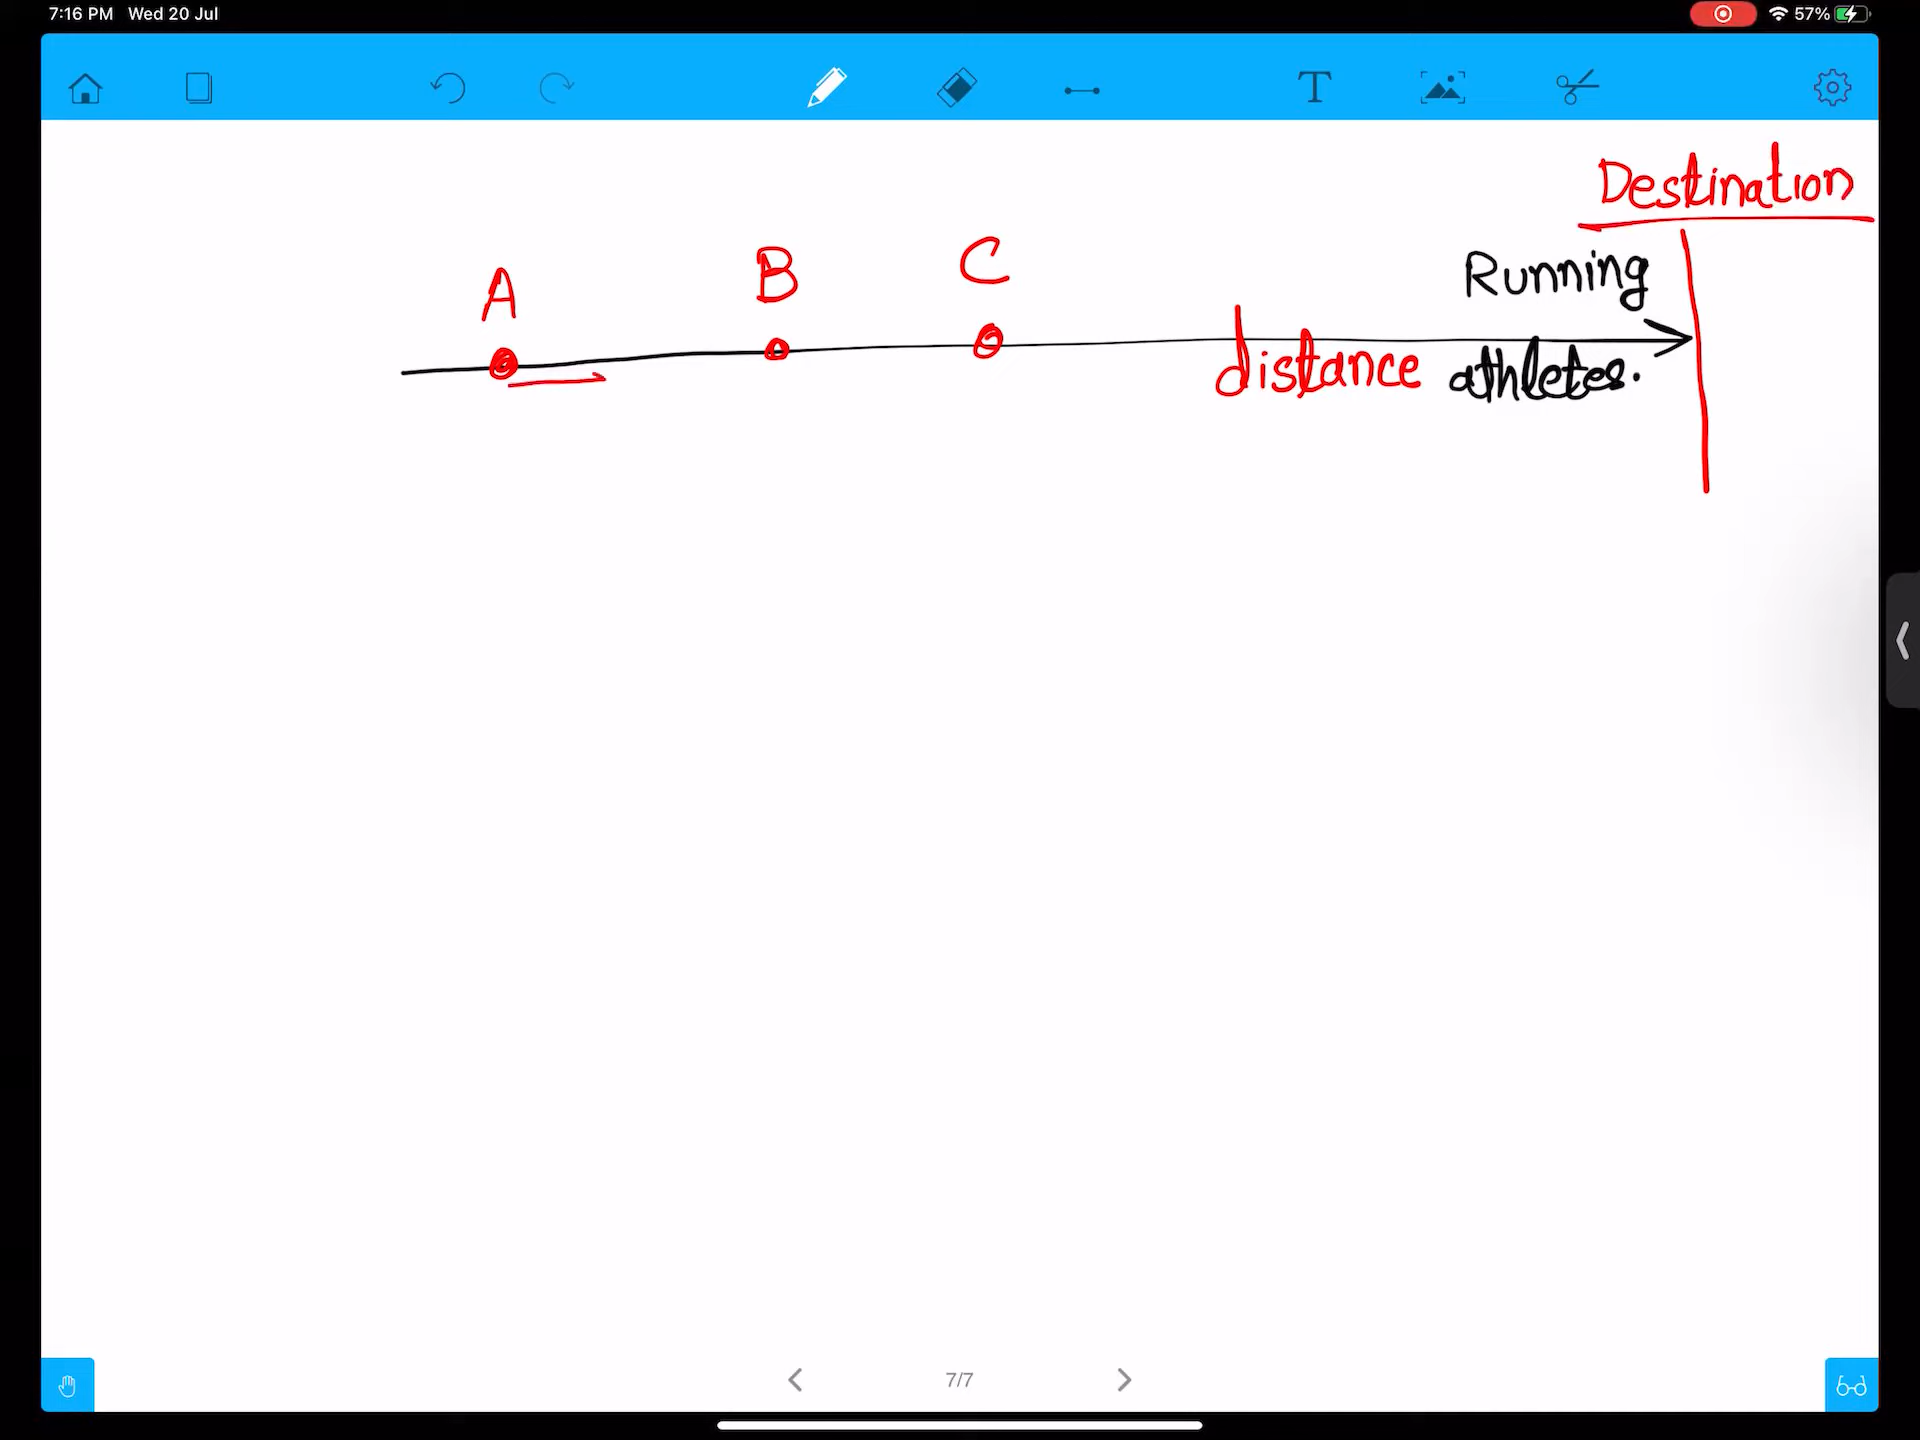 7:16 PM Wed 20 Jul
57%
T
Destination
A B C
Running
distance athletes.
7/7